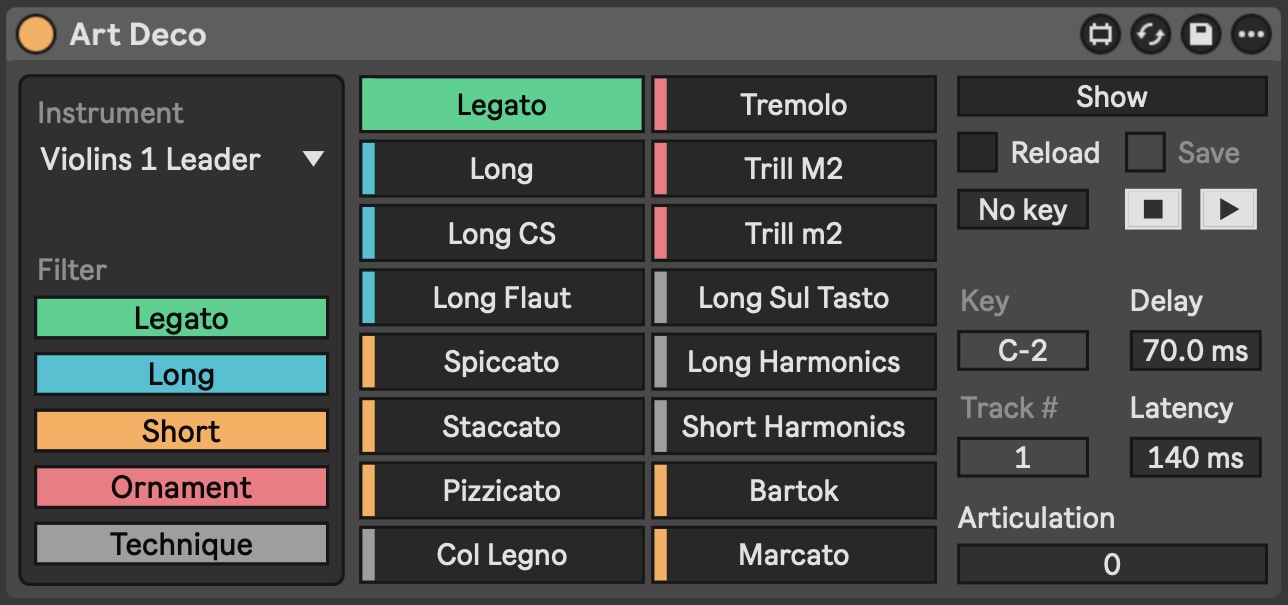 Art Deco
Instrument
Violins 1 Leader
Filter
Legato
Long
Short
Ornament
Technique
Legato
Long
Long CS
Long Flaut
Spiccato
Staccato
Pizzicato
Col Legno
Tremolo
Trill M2
Trill m2
Long Sul Tasto
Long Harmonics
Short Harmonics
Bartok
Marcato
Show
Reload Save
No key
Key Delay
C-2 70.0 ms
Track # Latency
1 140 ms
Articulation
0